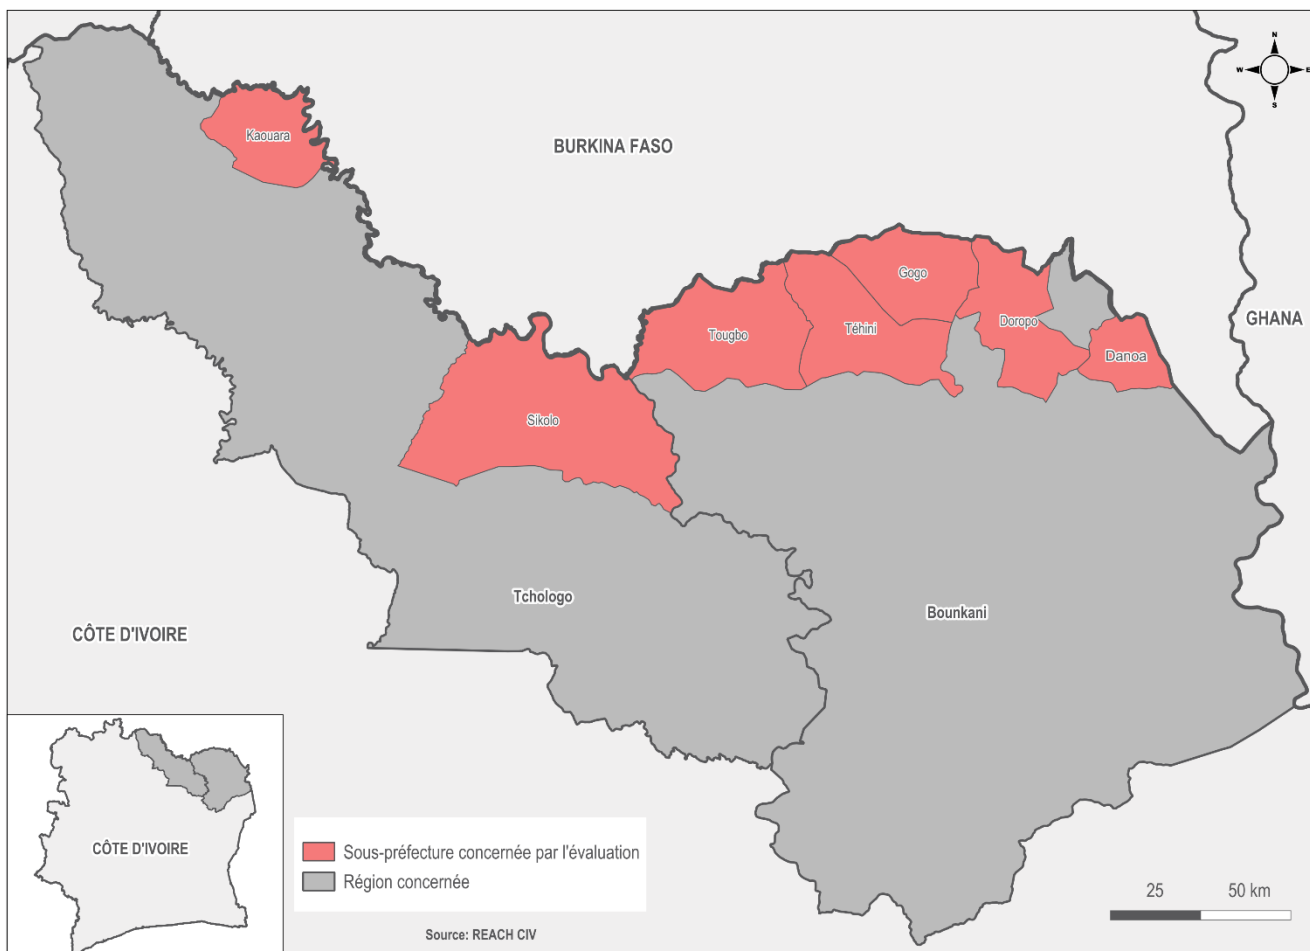 N
W E
S
Kaouara
BURKINA FASO
Gogo
GHANA
Doropo
Tougbo
Téhini
Danoa
Sikolo
Tchologo
Bounkani
CÔTE D'IVOIRE
CÔTE D'IVOIRE
Sous-préfecture concernée par l'évaluation
Région concernée
25 50 km
Source: REACH CIV